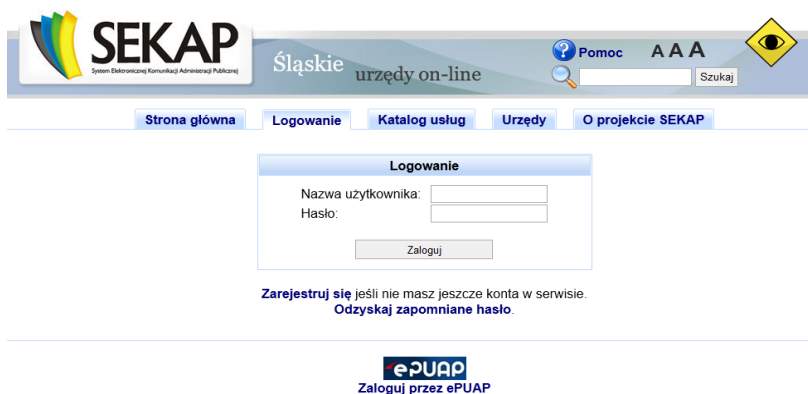 SEKAP
System Elektronicznej Komunikacji Administracji Publicznej
Śląskie urzędy on-line
Pomoc A A A
Szukaj
Strona główna Logowanie Katalog usług Urzędy O projekcie SEKAP
Logowanie
Nazwa użytkownika:
Hasło:
Zaloguj
Zarejestruj się jeśli nie masz jeszcze konta w serwisie.
Odzyskaj zapomniane hasło.
ePUAP
Zaloguj przez ePUAP